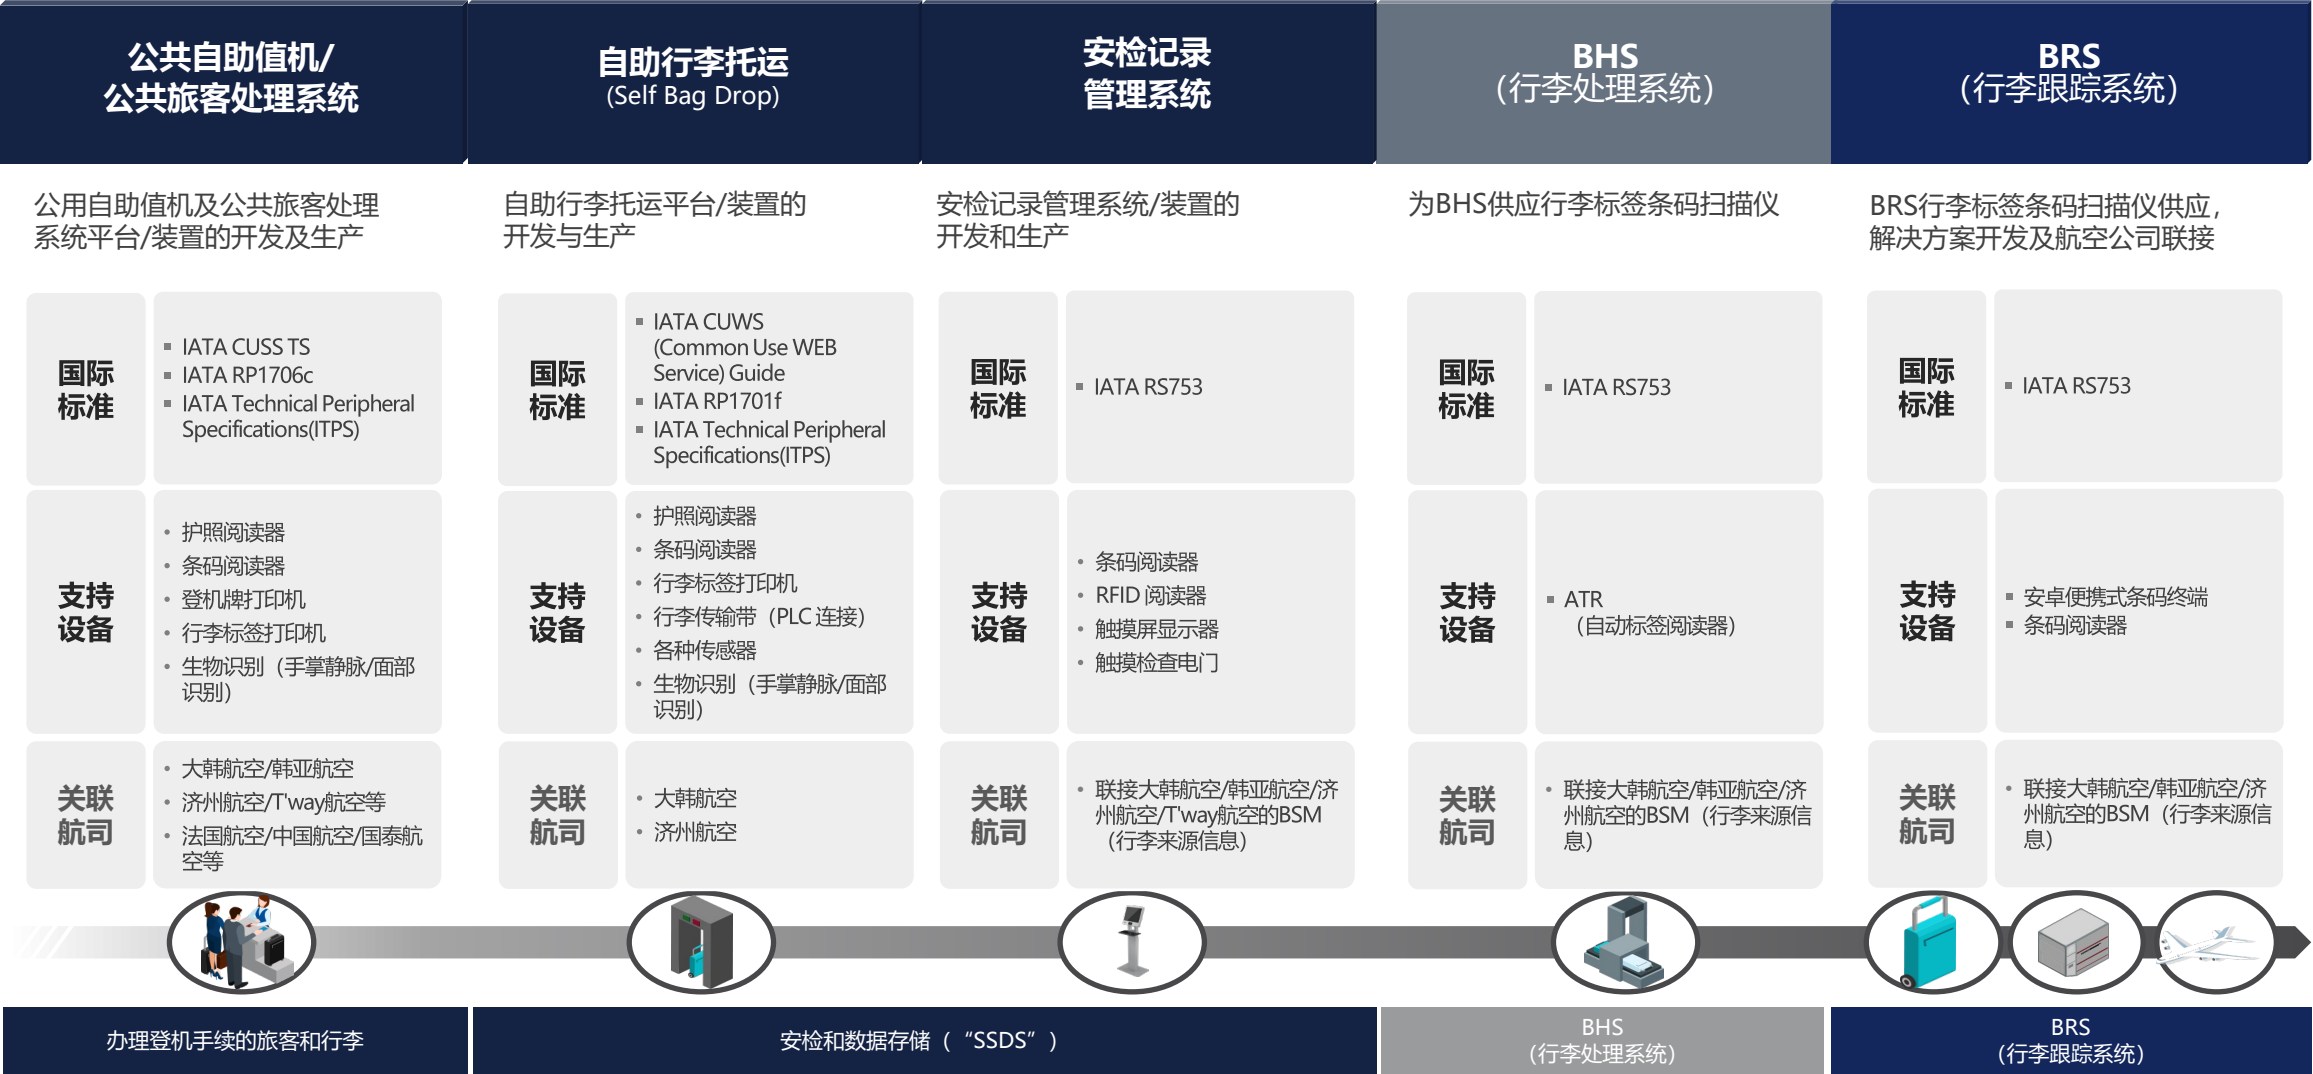 公共自助值机/
公共旅客处理系统
自助行李托运
(Self Bag Drop)
安检记录
管理系统
BHS
（行李处理系统）
BRS
（行李跟踪系统）
公用自助值机及公共旅客处理
系统平台/装置的开发及生产
自助行李托运平台/装置的
开发与生产
安检记录管理系统/装置的
开发和生产
为BHS供应行李标签条码扫描仪
BRS行李标签条码扫描仪供应，
解决方案开发及航空公司联接
国际
标准
▪ IATA CUSS TS
▪ IATA RP1706c
▪ IATA Technical Peripheral
Specifications(ITPS)
国际
标准
▪ IATA CUWS
(Common Use WEB
Service) Guide
▪ IATA RP1701f
▪ IATA Technical Peripheral
Specifications(ITPS)
国际
标准
▪ IATA RS753
国际
标准
▪ IATA RS753
国际
标准
▪ IATA RS753
支持
设备
• 护照阅读器
• 条码阅读器
• 登机牌打印机
• 行李标签打印机
• 生物识别（手掌静脉/面部
识别）
支持
设备
• 护照阅读器
• 条码阅读器
• 行李标签打印机
• 行李传输带（PLC 连接）
• 各种传感器
• 生物识别（手掌静脉/面部
识别）
支持
设备
• 条码阅读器
• RFID 阅读器
• 触摸屏显示器
• 触摸检查电门
支持
设备
▪ ATR
（自动标签阅读器）
支持
设备
▪ 安卓便携式条码终端
▪ 条码阅读器
关联
航司
• 大韩航空/韩亚航空
• 济州航空/T'way航空等
• 法国航空/中国航空/国泰航
空等
关联
航司
• 大韩航空
• 济州航空
关联
航司
• 联接大韩航空/韩亚航空/济
州航空/T'way航空的BSM
（行李来源信息）
关联
航司
• 联接大韩航空/韩亚航空/济
州航空的BSM（行李来源信
息）
关联
航司
• 联接大韩航空/韩亚航空/济
州航空的BSM（行李来源信
息）
办理登机手续的旅客和行李
安检和数据存储（“SSDS”）
BHS
（行李处理系统）
BRS
（行李跟踪系统）